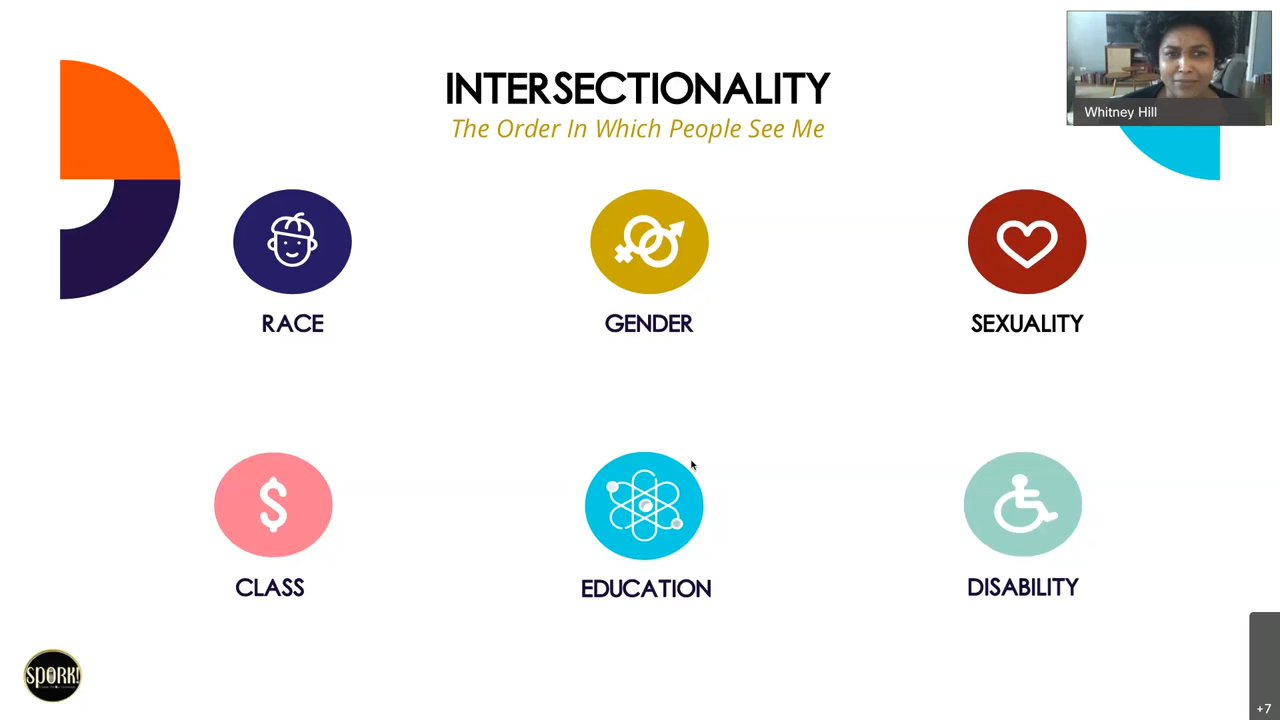 INTERSECTIONALITY
The Order In Which People See Me
Whitney Hill
RACE
GENDER
SEXUALITY
CLASS
EDUCATION
DISABILITY
SPORK!
+7